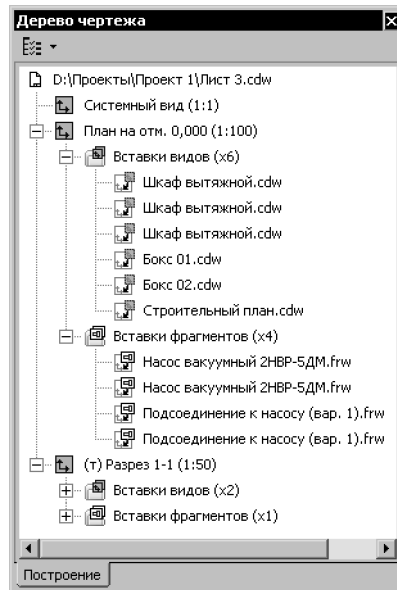 Дерево чертежа
D:\Проекты\Проект 1\Лист 3.cdw
Системный вид (1:1)
План на отм. 0,000 (1:100)
Вставки видов (x6)
Шкаф вытяжной.cdw
Шкаф вытяжной.cdw
Шкаф вытяжной.cdw
Бокс 01.cdw
Бокс 02.cdw
Строительный план.cdw
Вставки фрагментов (x4)
Насос вакуумный 2НВР-5ДМ.frw
Насос вакуумный 2НВР-5ДМ.frw
Подсоединение к насосу (вар. 1).frw
Подсоединение к насосу (вар. 1).frw
(т) Разрез 1-1 (1:50)
Вставки видов (x2)
Вставки фрагментов (x1)
Построение